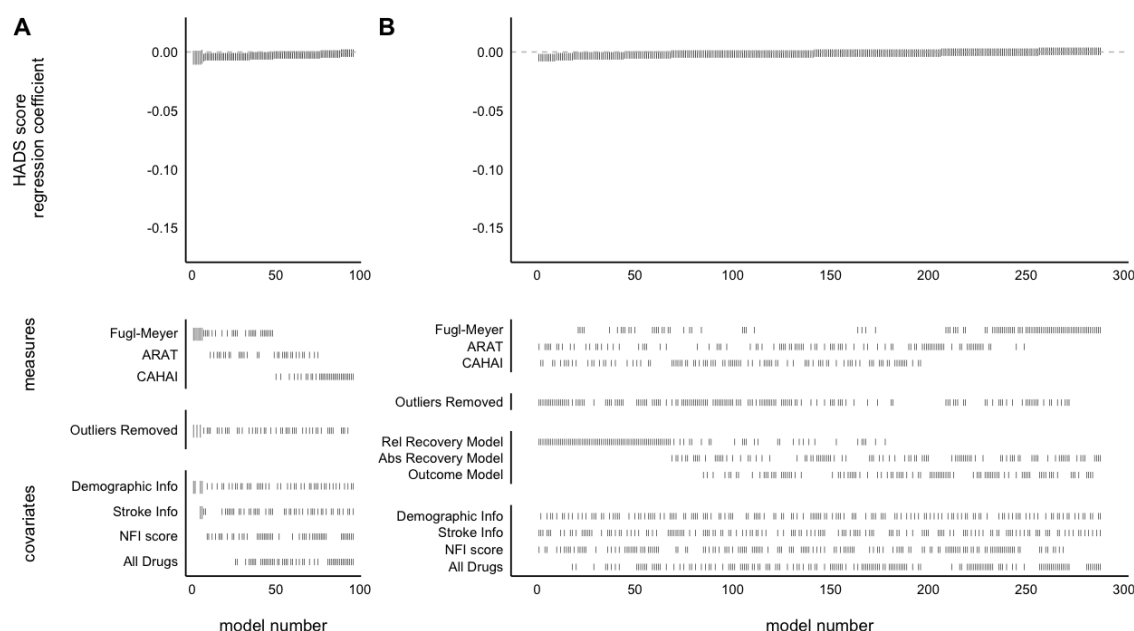 A
B
HADS score
regression coefficient
0.00
-0.05
-0.10
-0.15
0 50 100
0.00
-0.05
-0.10
-0.15
0 50 100 150 200 250 300
measures
Fugl-Meyer
ARAT
CAHAI
Outliers Removed
covariates
Demographic Info
Stroke Info
NFI score
All Drugs
0 50 100
model number
Fugl-Meyer
ARAT
CAHAI
Outliers Removed
Rel Recovery Model
Abs Recovery Model
Outcome Model
Demographic Info
Stroke Info
NFI score
All Drugs
0 50 100 150 200 250 300
model number